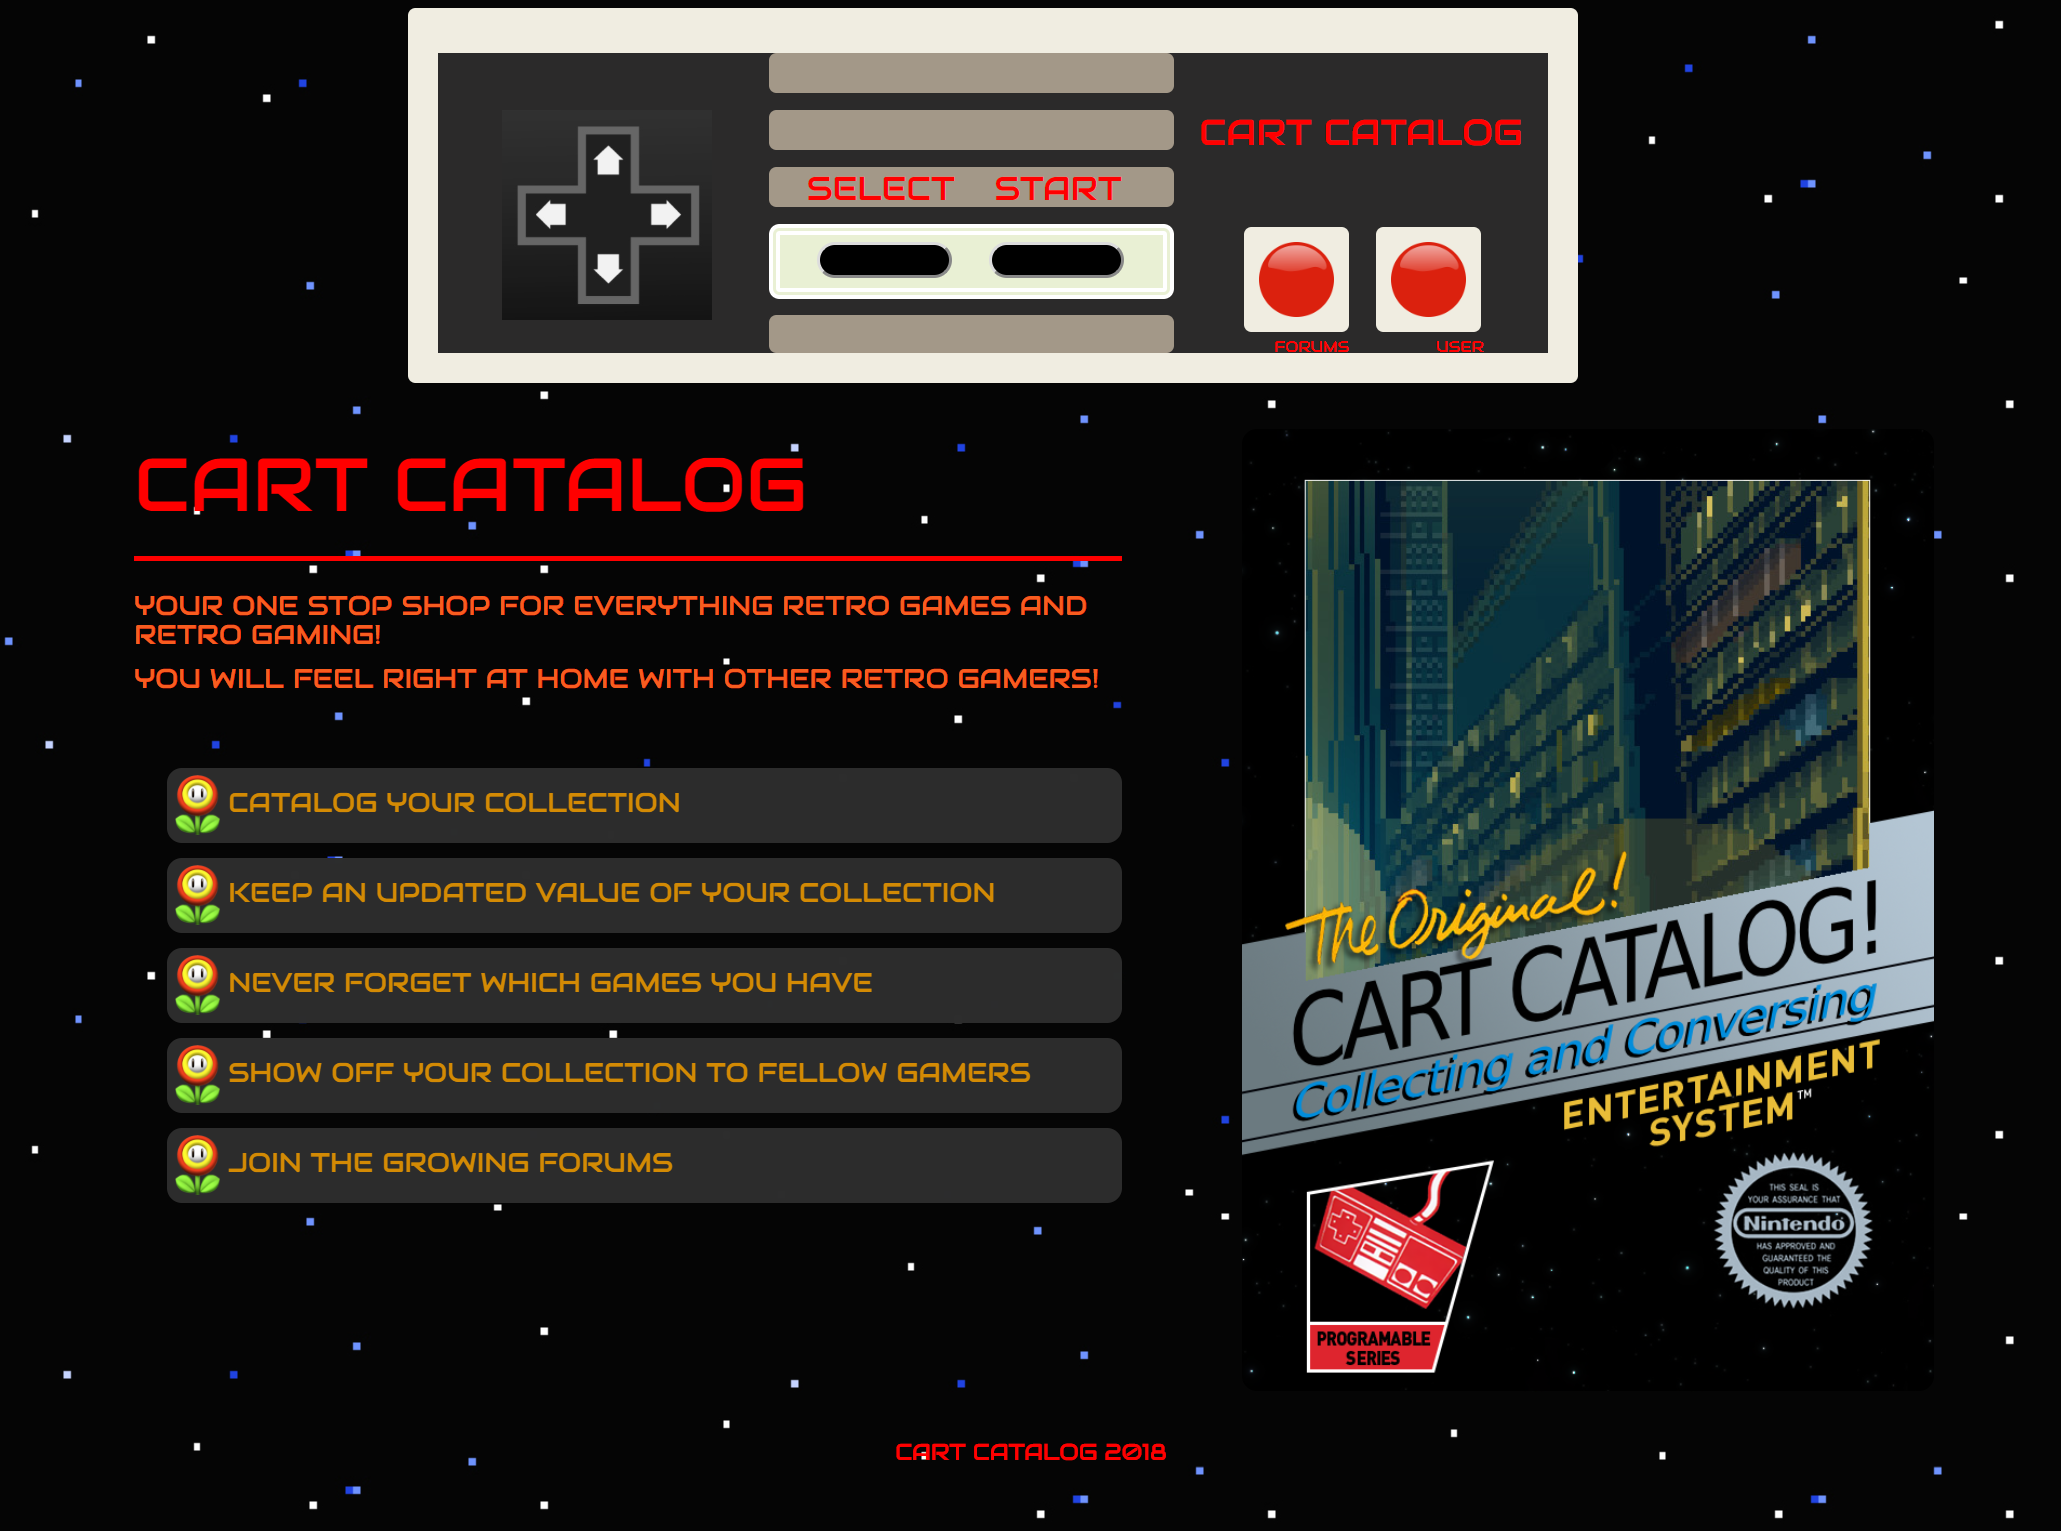 CART CATALOG
SELECT START
FORUMS USER
CART CATALOG
YOUR ONE STOP SHOP FOR EVERYTHING RETRO GAMES AND
RETRO GAMING!
YOU WILL FEEL RIGHT AT HOME WITH OTHER RETRO GAMERS!
CATALOG YOUR COLLECTION
KEEP AN UPDATED VALUE OF YOUR COLLECTION
NEVER FORGET WHICH GAMES YOU HAVE
SHOW OFF YOUR COLLECTION TO FELLOW GAMERS
JOIN THE GROWING FORUMS
The Original!
CART CATALOG!
Collecting and Conversing
ENTERTAINMENT
SYSTEM™
PROGRAMABLE
SERIES
THIS SEAL IS
YOUR ASSURANCE THAT
Nintendo
HAS APPROVED AND
GUARANTEED THE
QUALITY OF THIS
PRODUCT
CART CATALOG 2018